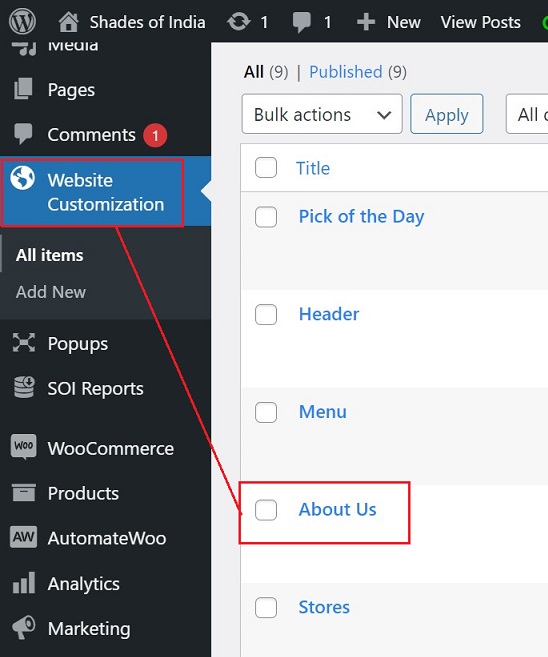 Shades of India 1 1 New View Posts
Media
Pages
Comments 1
Website
Customization
All items
Add New
Popups
SOI Reports
WOO WooCommerce
Products
AW AutomateWoo
Analytics
Marketing
All (9) | Published (9)
Bulk actions Apply All
Title
Pick of the Day
Header
Menu
About Us
Stores